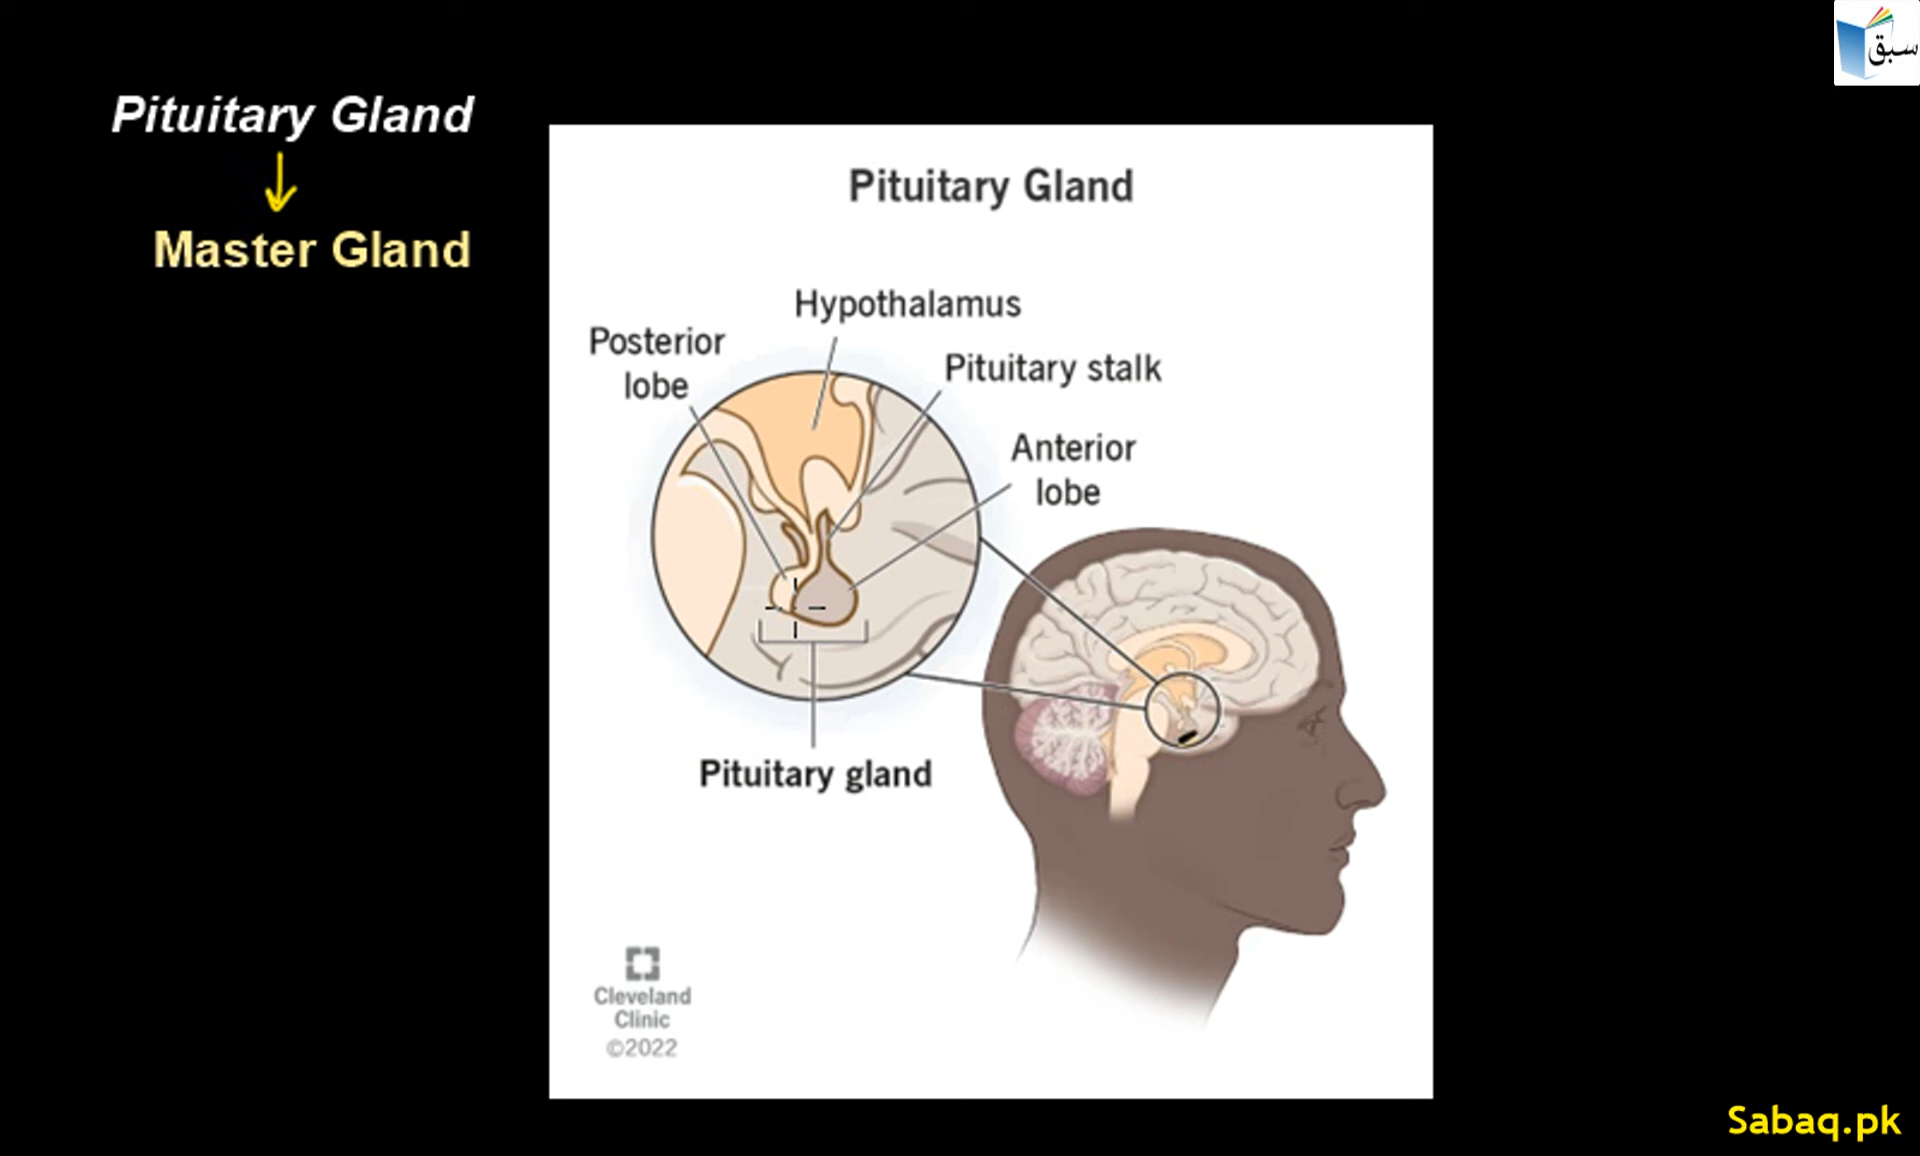 سبق
Pituitary Gland
Master Gland
Pituitary Gland
Hypothalamus
Posterior
lobe
Pituitary stalk
Anterior
lobe
Pituitary gland
Cleveland
Clinic
©2022
Sabaq.pk